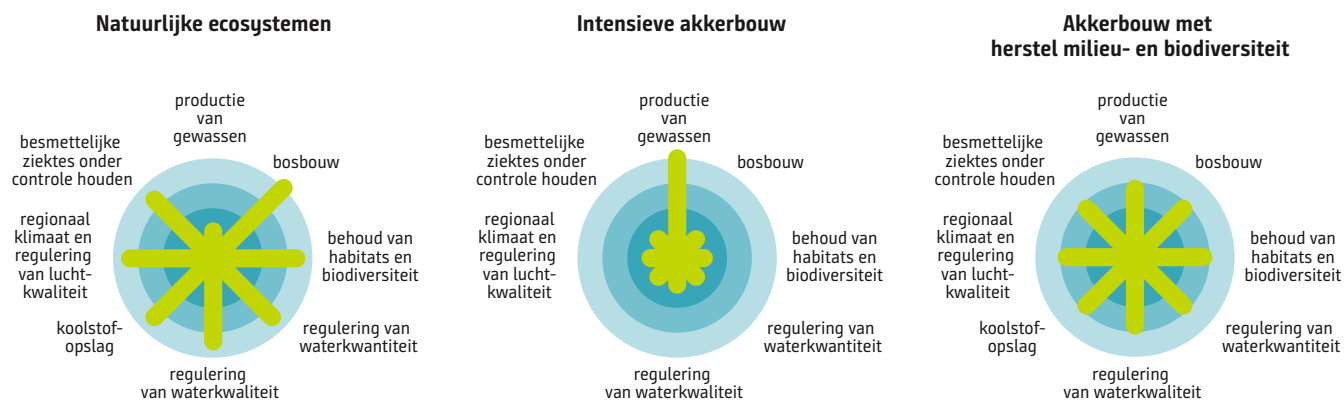 Natuurlijke ecosystemen
productie
van
gewassen
besmettelijke
ziektes onder
controle houden
bosbouw
regionaal
klimaat en
regulering
van lucht-
kwaliteit
behoud van
habitats en
biodiversiteit
koolstof-
opslag
regulering van
waterkwantiteit
regulering
van waterkwaliteit
Intensieve akkerbouw
productie
van
gewassen
besmettelijke
ziektes onder
controle houden
bosbouw
regionaal
klimaat en
regulering
van lucht-
kwaliteit
behoud van
habitats en
biodiversiteit
koolstof-
opslag
regulering van
waterkwantiteit
regulering
van waterkwaliteit
Akkerbouw met
herstel milieu- en biodiversiteit
productie
van
gewassen
besmettelijke
ziektes onder
controle houden
bosbouw
regionaal
klimaat en
regulering
van lucht-
kwaliteit
behoud van
habitats en
biodiversiteit
koolstof-
opslag
regulering van
waterkwantiteit
regulering
van waterkwaliteit